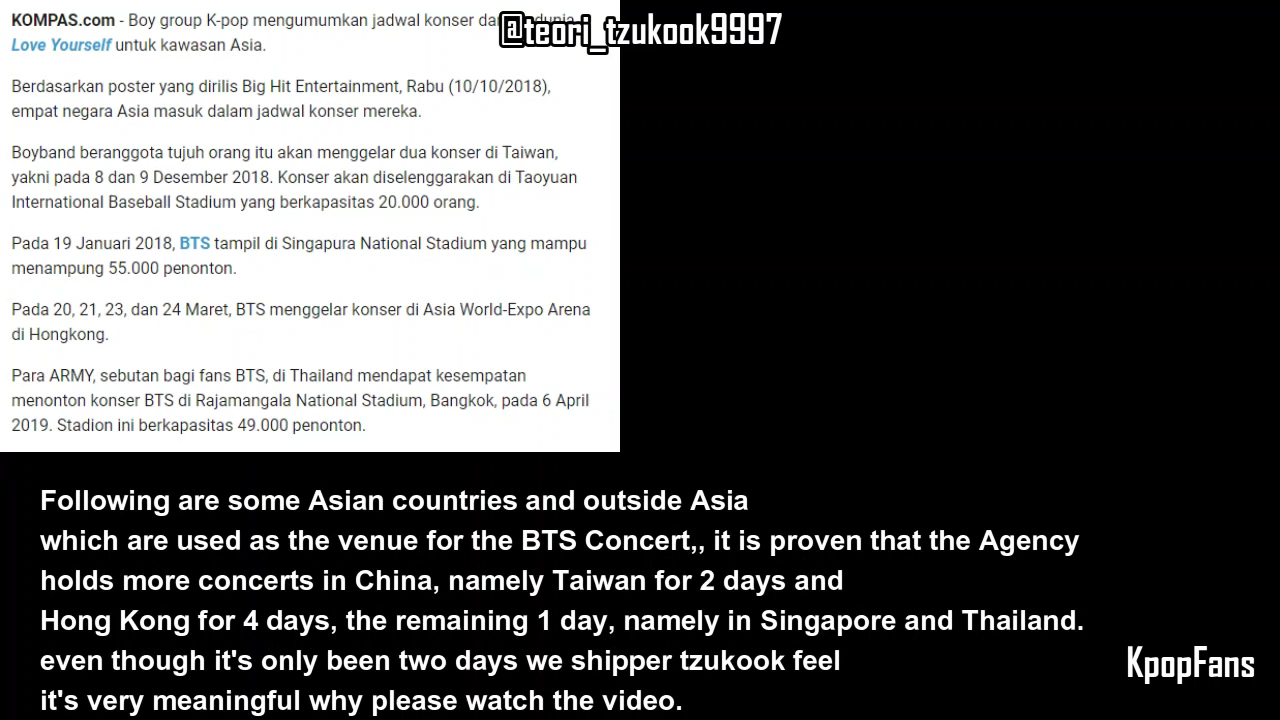 KOMPAS.com - Boy group K-pop mengumumkan jadwal konser
@teori_tzukook9997
Love Yourself untuk kawasan Asia.
Berdasarkan poster yang dirilis Big Hit Entertainment, Rabu (10/10/2018),
empat negara Asia masuk dalam jadwal konser mereka.
Boyband beranggota tujuh orang itu akan menggelar dua konser di Taiwan,
yakni pada 8 dan 9 Desember 2018. Konser akan diselenggarakan di Taoyuan
International Baseball Stadium yang berkapasitas 20.000 orang.
Pada 19 Januari 2018, BTS tampil di Singapura National Stadium yang mampu
menampung 55.000 penonton.
Pada 20, 21, 23, dan 24 Maret, BTS menggelar konser di Asia World-Expo Arena
di Hongkong.
Para ARMY, sebutan bagi fans BTS, di Thailand mendapat kesempatan
menonton konser BTS di Rajamangala National Stadium, Bangkok, pada 6 April
2019. Stadion ini berkapasitas 49.000 penonton.
Following are some Asian countries and outside Asia
which are used as the venue for the BTS Concert,, it is proven that the Agency
holds more concerts in China, namely Taiwan for 2 days and
Hong Kong for 4 days, the remaining 1 day, namely in Singapore and Thailand.
even though it's only been two days we shipper tzukook feel
it's very meaningful why please watch the video.
KpopFans